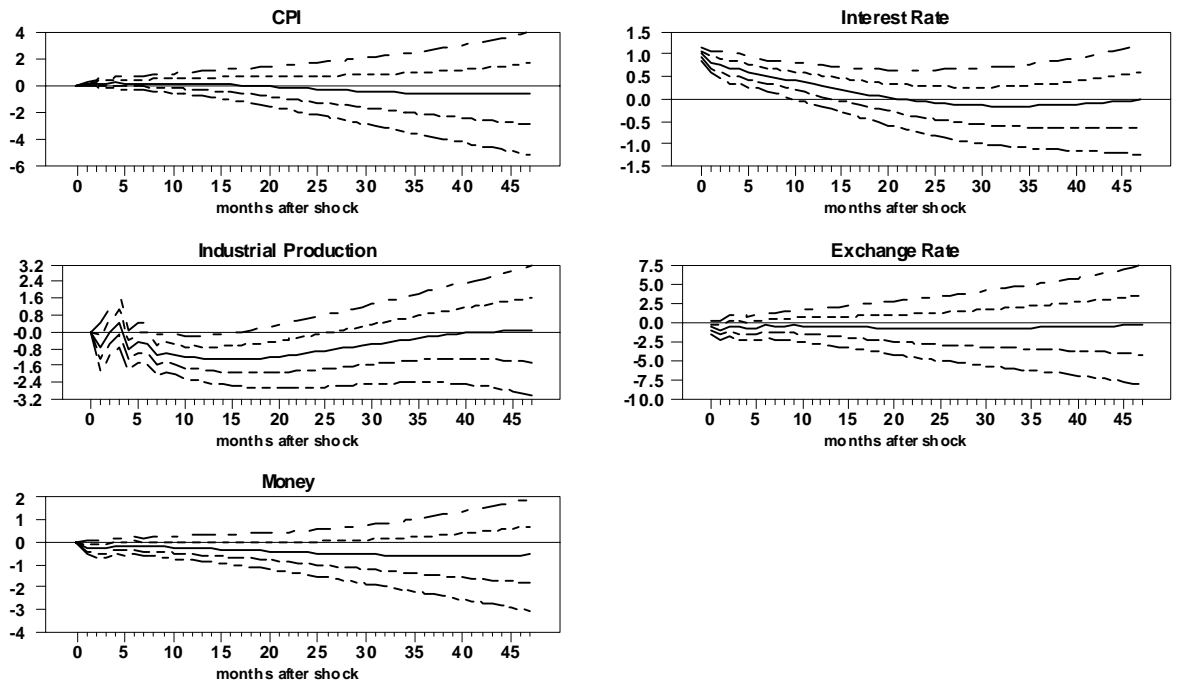 CPI
4
2
0
-2
-4
-6
0 5 10 15 20 25 30 35 40 45
months after shock
Interest Rate
1.5
1.0
0.5
0.0
-0.5
-1.0
-1.5
0 5 10 15 20 25 30 35 40 45
months after shock
Industrial Production
3.2
2.4
1.6
0.8
-0.0
-0.8
-1.6
-2.4
-3.2
0 5 10 15 20 25 30 35 40 45
months after shock
Exchange Rate
7.5
5.0
2.5
0.0
-2.5
-5.0
-7.5
-10.0
0 5 10 15 20 25 30 35 40 45
months after shock
Money
2
1
0
-1
-2
-3
-4
0 5 10 15 20 25 30 35 40 45
months after shock